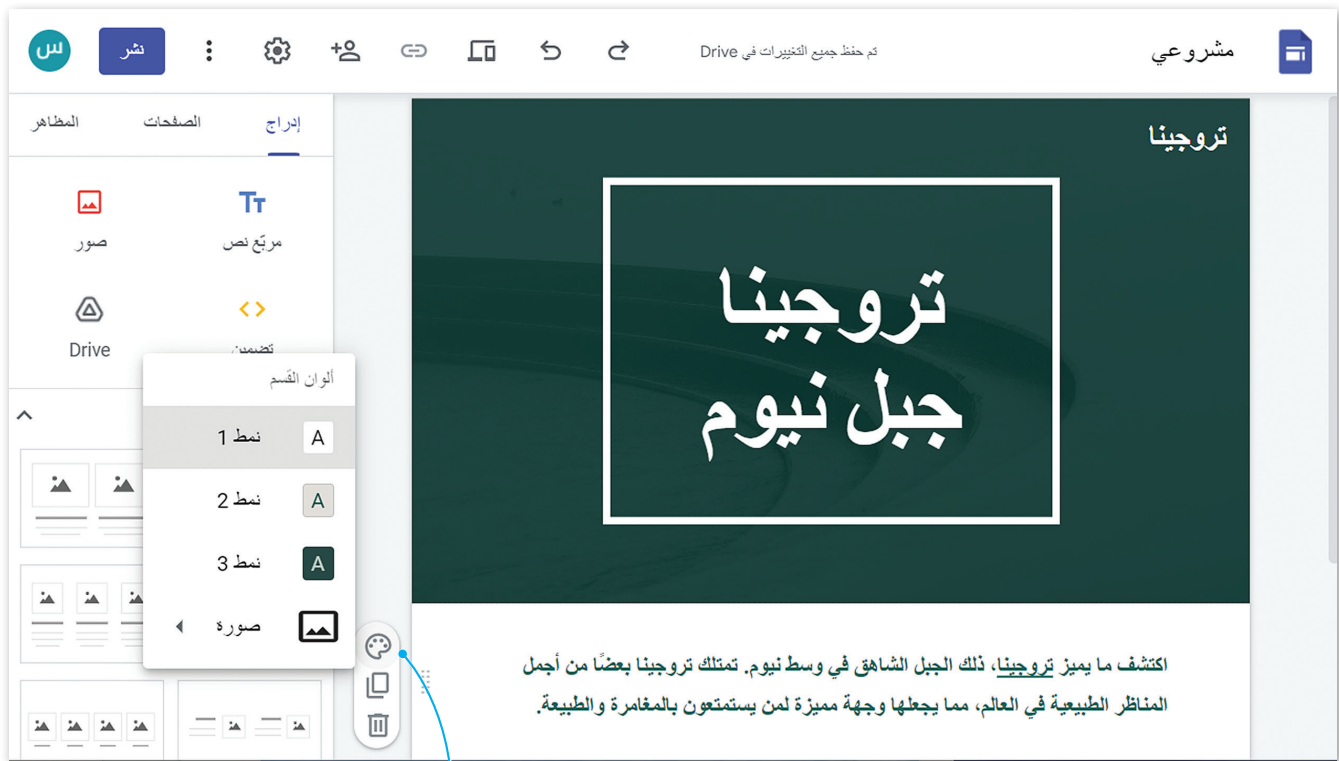 مشروعي
تم حفظ جميع التغييرات في Drive
نشر
س
إدراج
الصفحات
المظاهر
مربّع نص
صور
تضمين
Drive
ألوان القسم
A نمط 1
A نمط 2
A نمط 3
صورة
تروجينا
تروجينا
جبل نيوم
اكتشف ما يميز تروجينا، ذلك الجبل الشاهق في وسط نيوم. تمتلك تروجينا بعضًا من أجمل
المناظر الطبيعية في العالم، مما يجعلها وجهة مميزة لمن يستمتعون بالمغامرة والطبيعة.